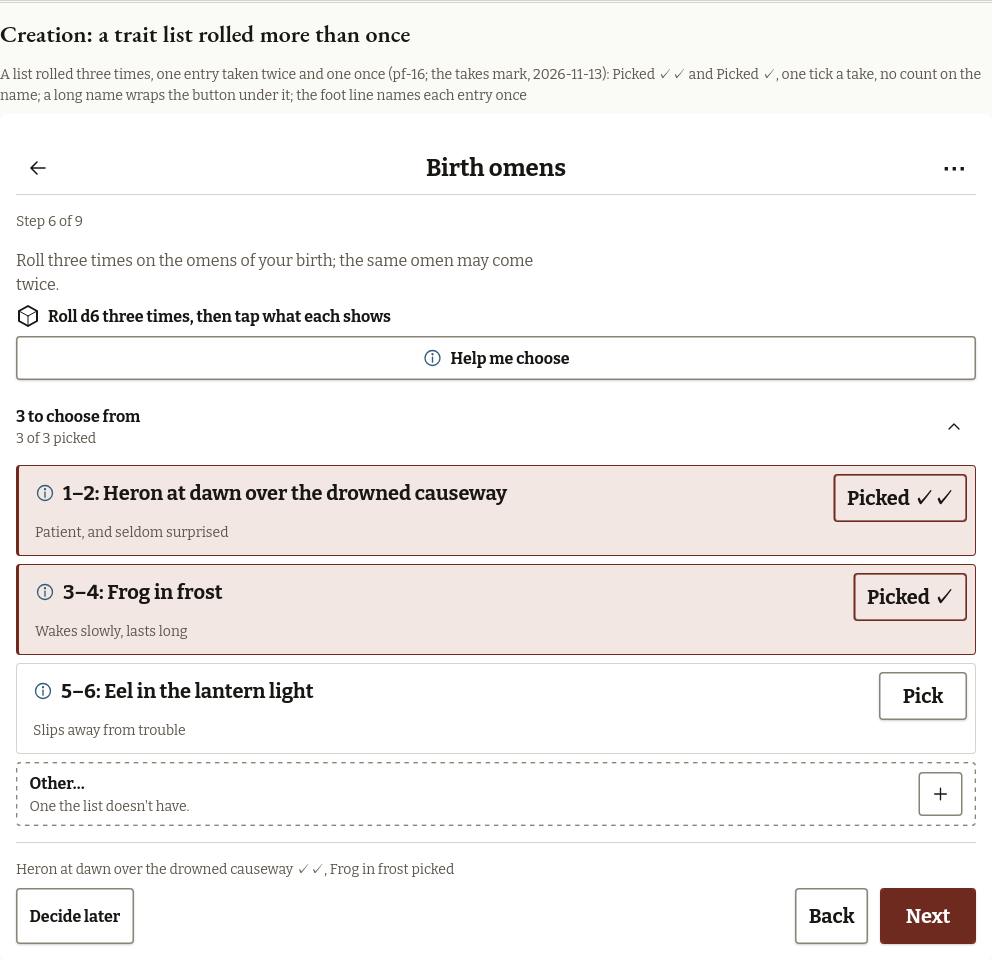 Creation: a trait list rolled more than once
A list rolled three times, one entry taken twice and one once (pf-16; the takes mark, 2026-11-13): Picked ✓✓ and Picked ✓, one tick a take, no count on the
name; a long name wraps the button under it; the foot line names each entry once
Birth omens
Step 6 of 9
Roll three times on the omens of your birth; the same omen may come
twice.
Roll d6 three times, then tap what each shows
Help me choose
3 to choose from
3 of 3 picked
1–2: Heron at dawn over the drowned causeway
Picked ✓✓
Patient, and seldom surprised
3–4: Frog in frost
Picked ✓
Wakes slowly, lasts long
5–6: Eel in the lantern light
Pick
Slips away from trouble
Other...
One the list doesn't have.
Heron at dawn over the drowned causeway ✓✓, Frog in frost picked
Decide later
Back
Next